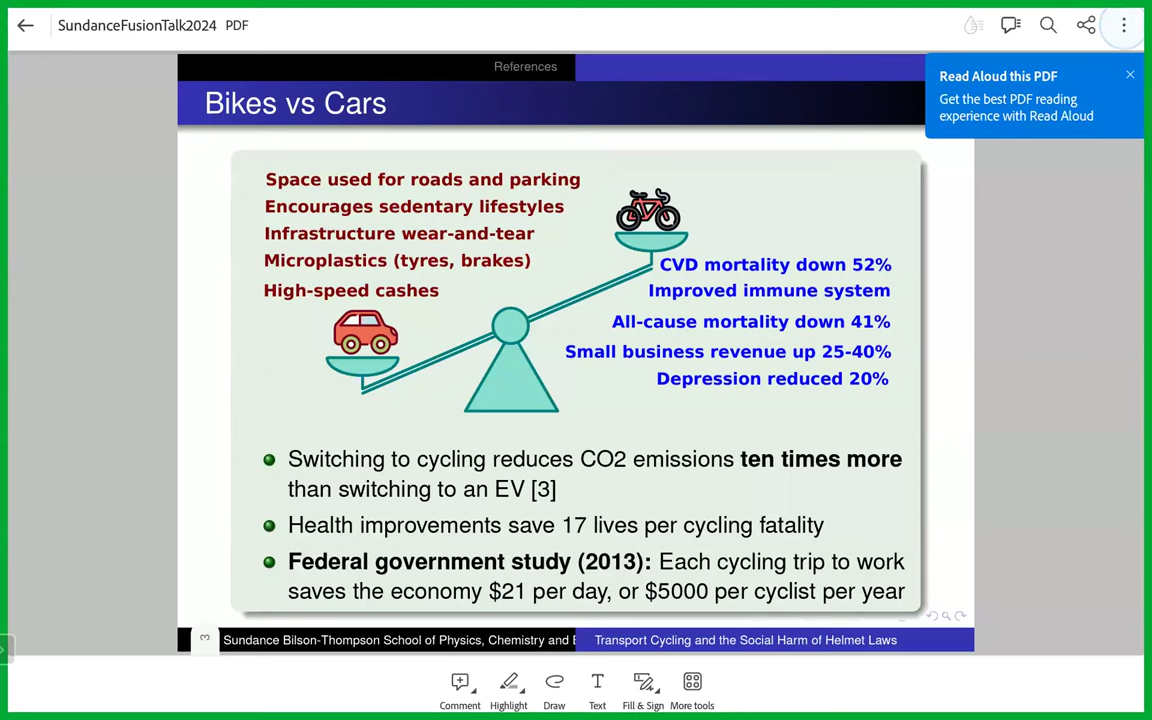 SundanceFusionTalk2024 PDF
References
Read Aloud this PDF
Get the best PDF reading
experience with Read Aloud
Bikes vs Cars
Space used for roads and parking
Encourages sedentary lifestyles
Infrastructure wear-and-tear
Microplastics (tyres, brakes)
High-speed cashes
CVD mortality down 52%
Improved immune system
All-cause mortality down 41%
Small business revenue up 25-40%
Depression reduced 20%
Switching to cycling reduces CO2 emissions ten times more
than switching to an EV [3]
Health improvements save 17 lives per cycling fatality
Federal government study (2013): Each cycling trip to work
saves the economy $21 per day, or $5000 per cyclist per year
3
Sundance Bilson-Thompson School of Physics, Chemistry and
Transport Cycling and the Social Harm of Helmet Laws
Comment Highlight Draw Text Fill & Sign More tools